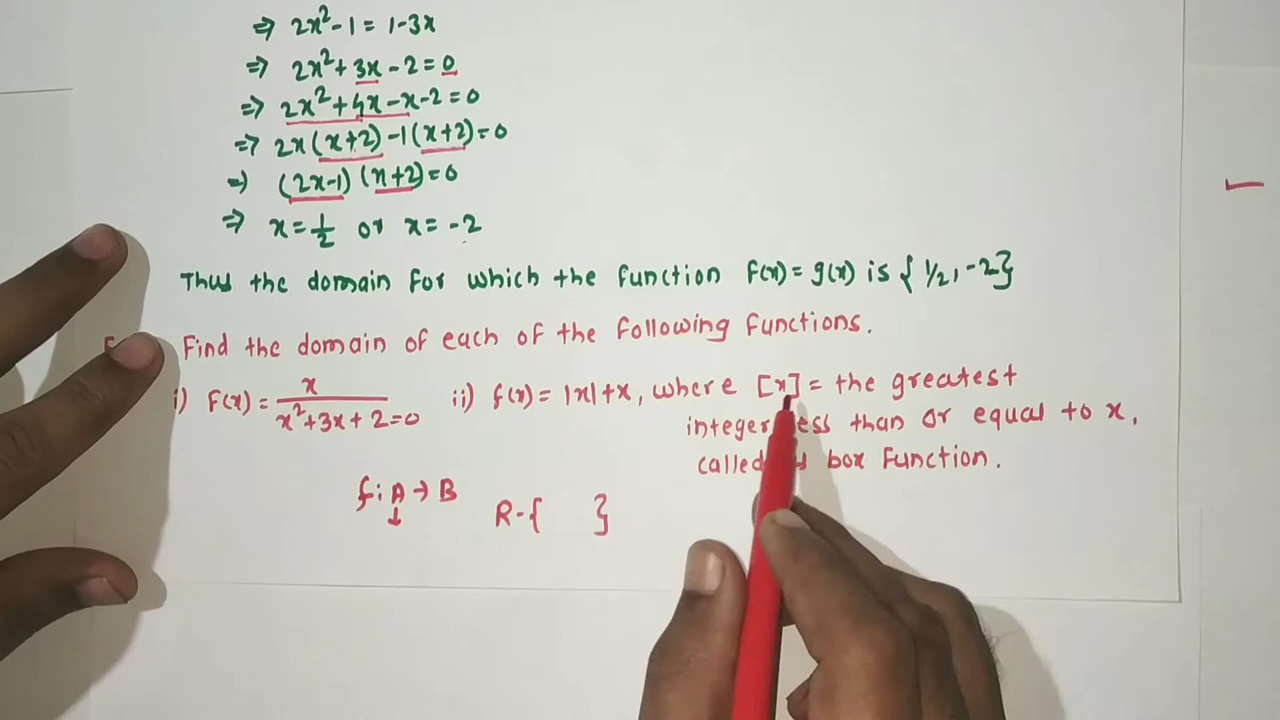 ⇒ 2x²-1 = 1-3x
⇒ 2x²+3x-2=0
⇒ 2x²+4x-x-2=0
⇒ 2x(x+2)-1(x+2)=0
⇒ (2x-1)(x+2)=0
⇒ x=1/2 or x=-2
Thus the domain for which the function f(x)=g(x) is {1/2,-2}
Find the domain of each of the following functions.
i) f(x)= x/x²+3x+2=0 ii) f(x)=|x|+x, where [x]= the greatest
integer less than or equal to x,
called box function.
f: A→B R-{ }